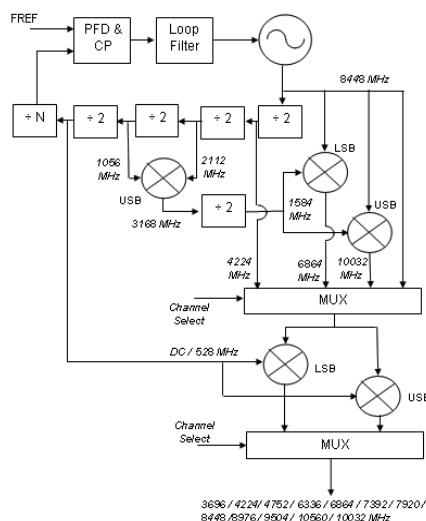 FREF
PFD &
CP
Loop
Filter
8448 MHz
÷ N
÷ 2
÷ 2
÷ 2
÷ 2
1056
MHz
2112
MHz
USB
3168 MHz
÷ 2
LSB
1584
MHz
USB
4224
MHz
6864
MHz
10032
MHz
MUX
Channel
Select
DC / 528 MHz
LSB
USB
Channel
Select
MUX
3696 / 4224/ 4752 / 6336 / 6864 / 7392 / 7920/
8448 /8976 / 9504 / 10560 / 10032 MHz